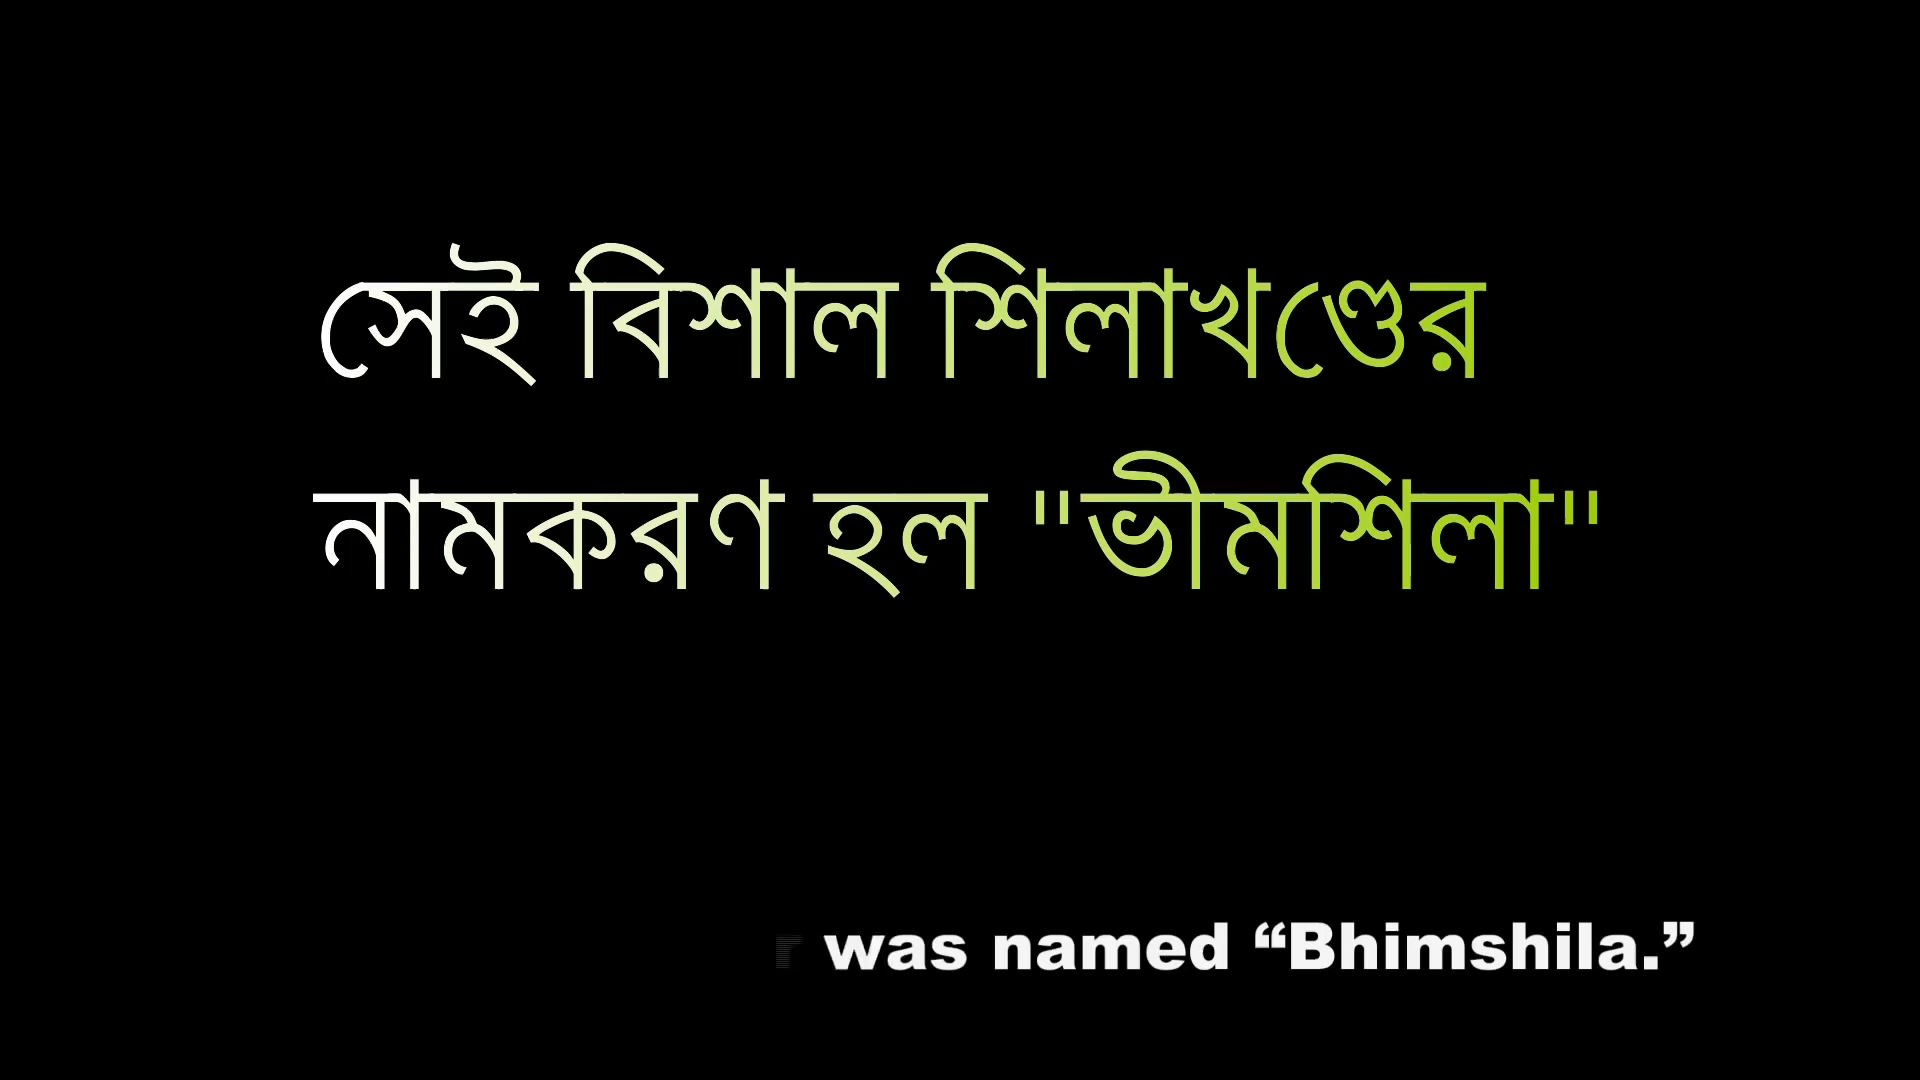 সেই বিশাল শিলাখণ্ডের
নামকরণ হল "ভীমশিলা"
was named “Bhimshila.”